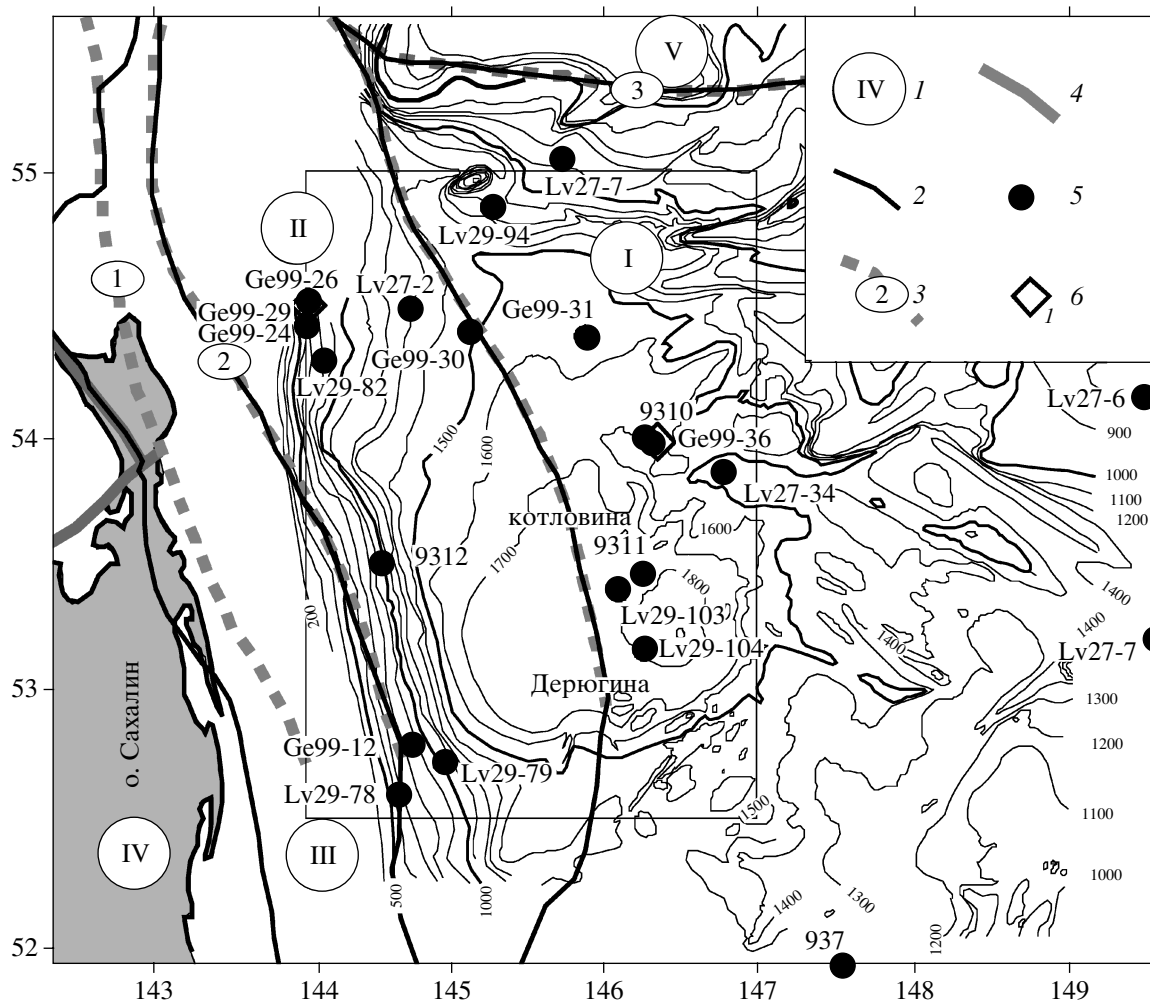 V
IV
1
4
3
55
Lv27-7
2
5
II
Lv29-94
I
1
Ge99-26
Lv27-2
Ge99-31
2
3
6
1
Ge99-29
Ge99-24
Ge99-30
2
Lv29-82
Lv27-6
9310
1500
54
Ge99-36
900
1600
1000
Lv27-34
1100
котловина
1200
1600
9311
9312
1700
1800
1400
200
Lv29-103
1400
1400
Lv29-104
Lv27-7
53
Дерюгина
1300
о. Сахалин
Ge99-12
1200
Lv29-79
Lv29-78
1500
1100
IV
III
1000
500
1000
1400
1300
937
1200
52
143
144
145
146
147
148
149